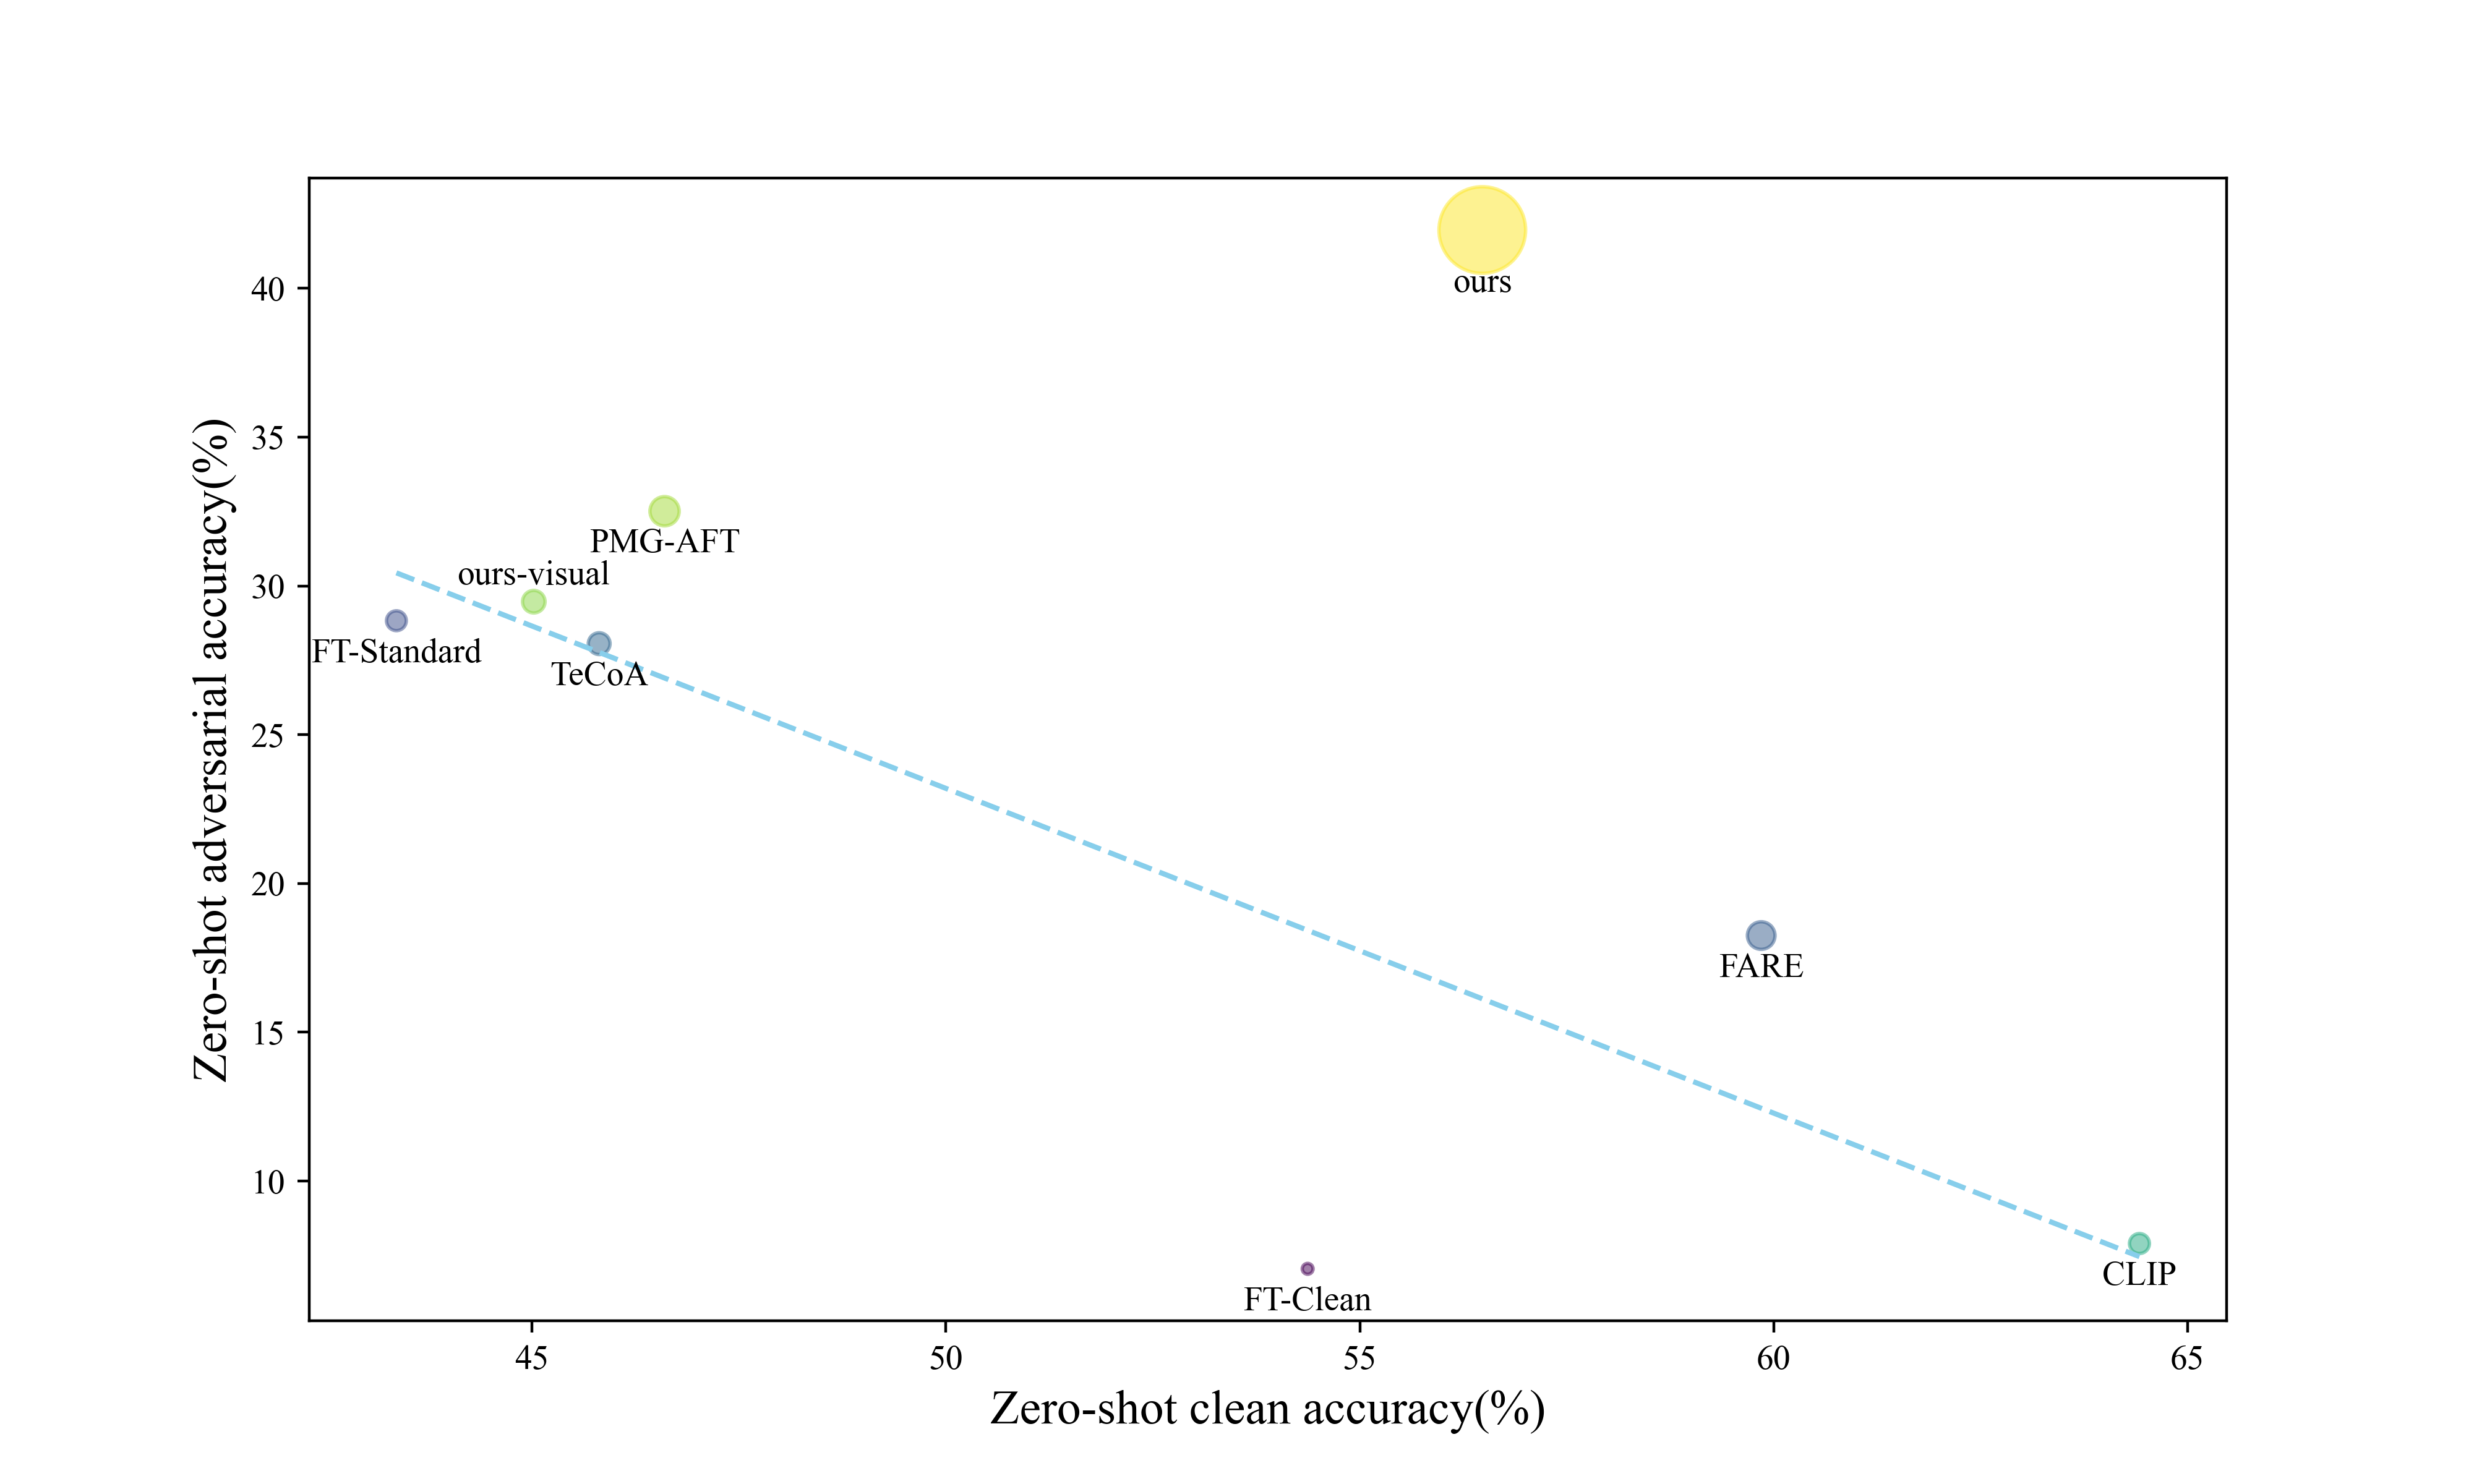 Zero-shot adversarial accuracy(%)
40
35
30
25
20
15
10
ours
PMG-AFT
ours-visual
FT-Standard
TeCoA
FARE
CLIP
FT-Clean
45
50
55
60
65
Zero-shot clean accuracy(%)